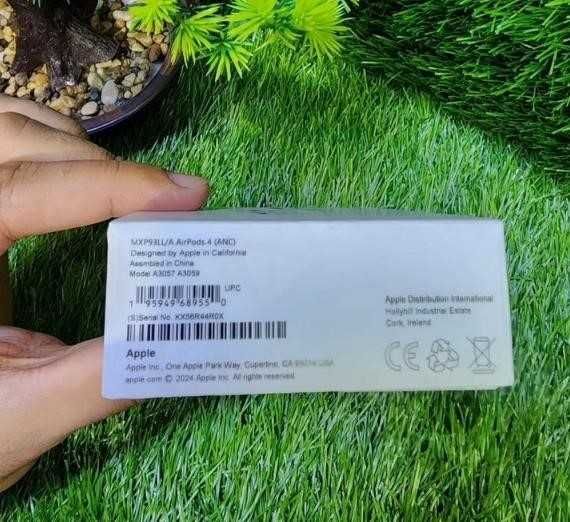 MXP93LL/A AirPods 4 (ANC)
Designed by Apple in California
Assmbled in China
Model A3057 A3059
UPC
1 95949 68955 0
(S)Serial No. KX56R44R0X
Apple
Apple Inc., One Apple Park Way, Cupertino, CA 95014 USA
apple.com © 2024 Apple Inc. All rights reserved.
Apple Distribution International
Hollyhill Industrial Estate
Cork, Ireland
CE